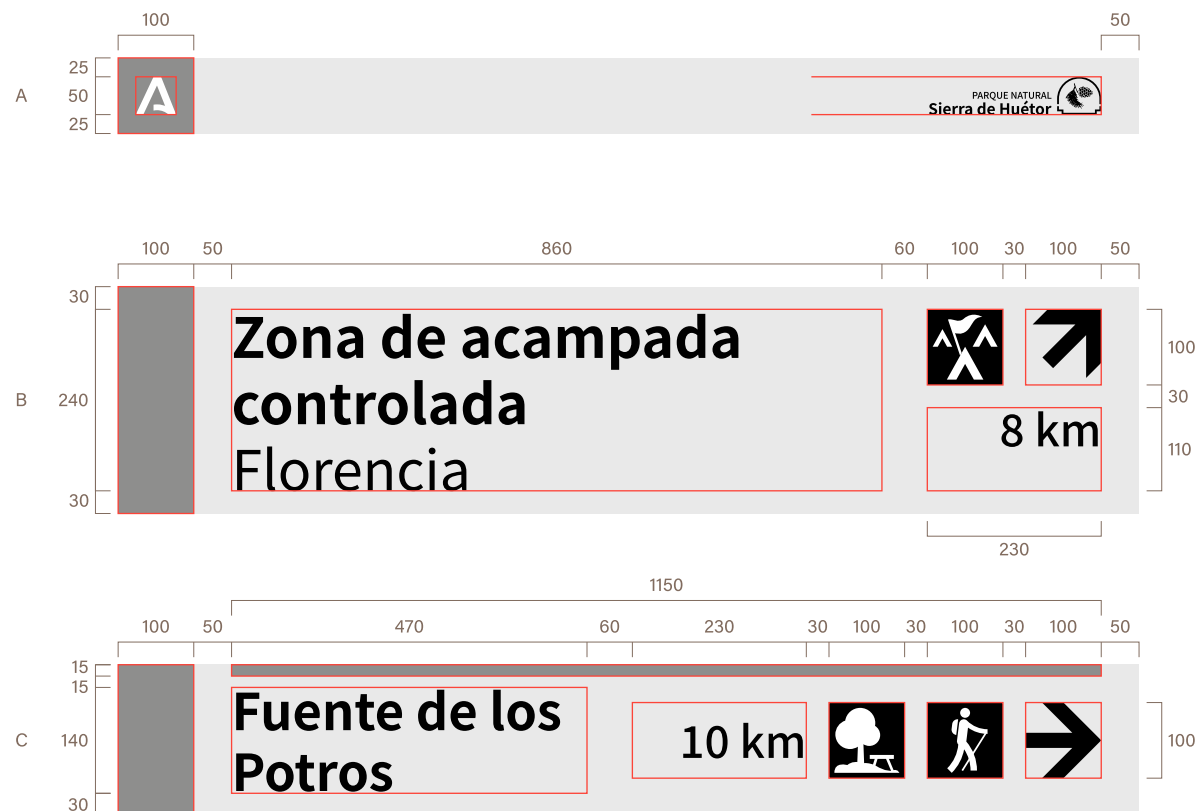 100
50
25
A
50
25
A
PARQUE NATURAL
Sierra de Huétor
100
50
860
60
100
30
100
50
30
B
240
30
Zona de acampada
controlada
Florencia
8 km
100
30
110
230
1150
100
50
470
60
230
30
100
30
100
30
100
50
15
15
C
140
30
Fuente de los
Potros
10 km
100